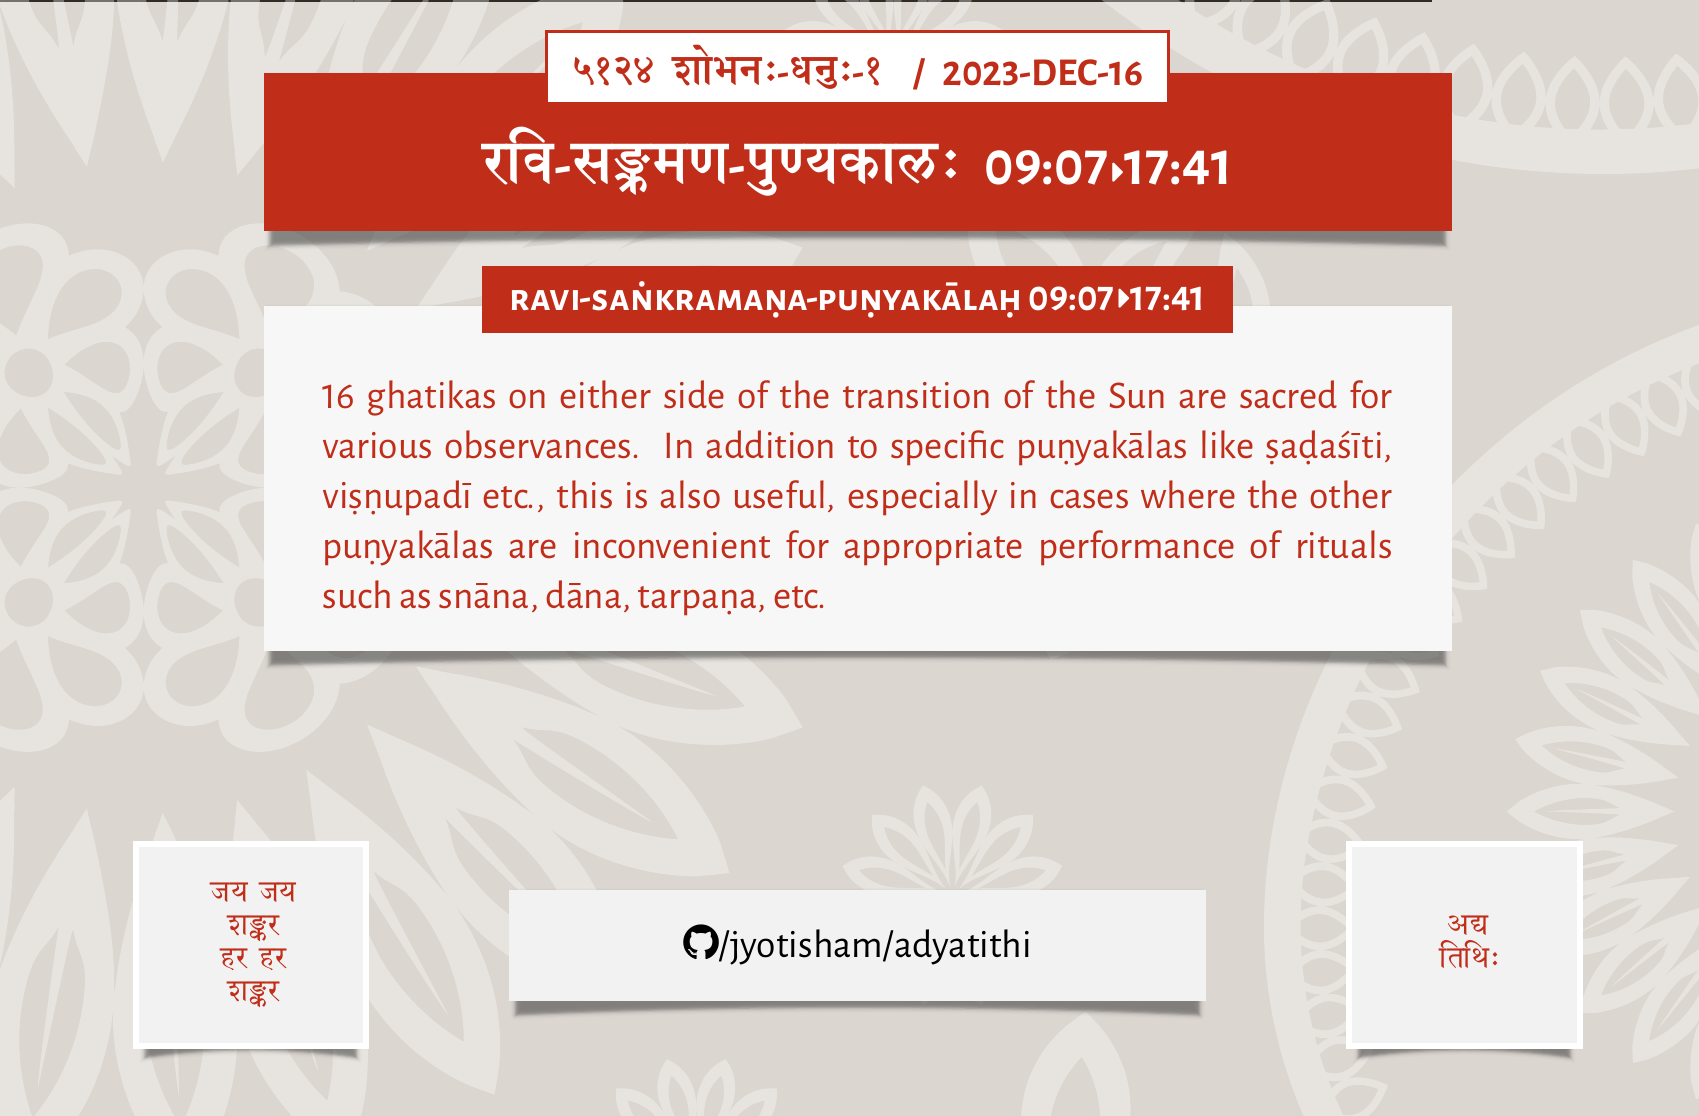 ५१२४ शोभनः-धनुः-१ / 2023-DEC-16
रवि-सङ्क्रमण-पुण्यकालः 09:07▸17:41
RAVI-SAṄKRAMAṆA-PUṆYAKĀLAḤ 09:07▸17:41
16 ghatikas on either side of the transition of the Sun are sacred for
various observances. In addition to specific puṇyakālas like ṣaḍaśīti,
viṣṇupadī etc., this is also useful, especially in cases where the other
puṇyakālas are inconvenient for appropriate performance of rituals
such as snāna, dāna, tarpaṇa, etc.
जय जय
शङ्कर
हर हर
शङ्कर
/jyotisham/adyatithi
अद्य
तिथिः